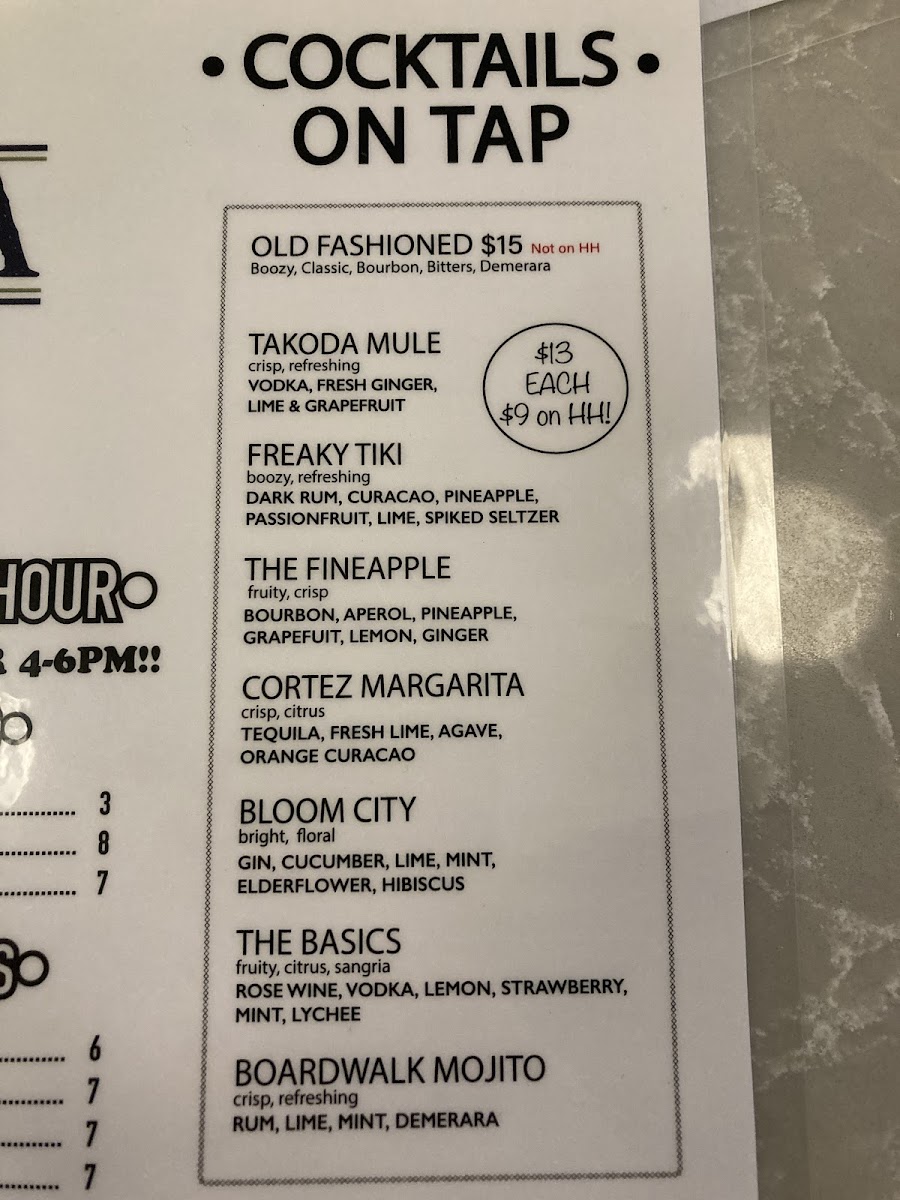 • COCKTAILS •
ON TAP
A
OLD FASHIONED $15 Not on HH
Boozy, Classic, Bourbon, Bitters, Demerara
TAKODA MULE
crisp, refreshing
VODKA, FRESH GINGER,
LIME & GRAPEFRUIT
$13
EACH
$9 on HH!
FREAKY TIKI
boozy, refreshing
DARK RUM, CURACAO, PINEAPPLE,
PASSIONFRUIT, LIME, SPIKED SELTZER
THE FINEAPPLE
fruity, crisp
BOURBON, APEROL, PINEAPPLE,
GRAPEFUIT, LEMON, GINGER
CORTEZ MARGARITA
crisp, citrus
TEQUILA, FRESH LIME, AGAVE,
ORANGE CURACAO
BLOOM CITY
bright, floral
GIN, CUCUMBER, LIME, MINT,
ELDERFLOWER, HIBISCUS
THE BASICS
fruity, citrus, sangria
ROSE WINE, VODKA, LEMON, STRAWBERRY,
MINT, LYCHEE
BOARDWALK MOJITO
crisp, refreshing
RUM, LIME, MINT, DEMERARA
HOUR
R 4-6PM!!
............ 3
............ 8
............ 7
S
.......... 6
.......... 7
.......... 7
.......... 7